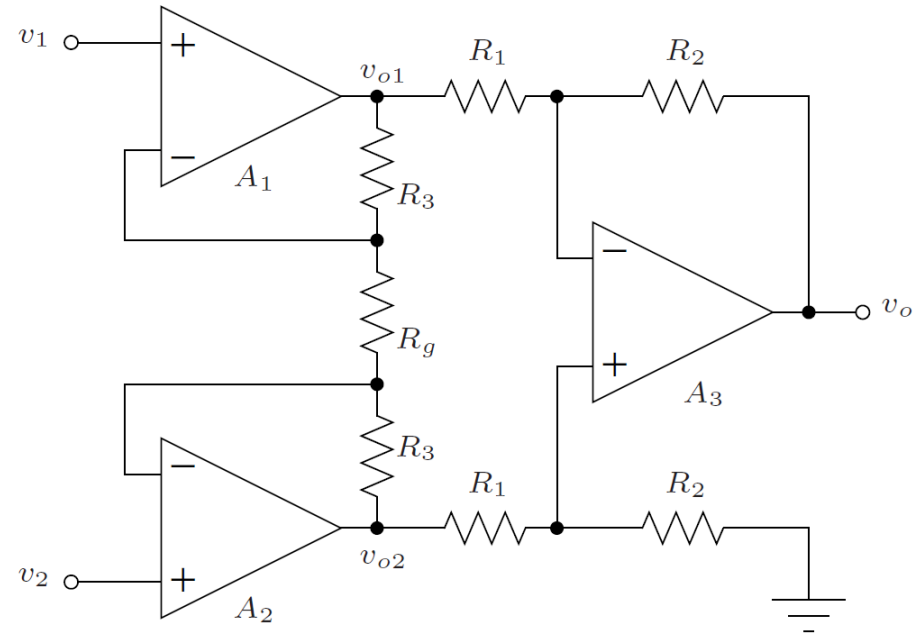 v1
+
−
A1
vo1
R1
R2
R3
Rg
R3
−
+
A3
vo
−
+
v2
A2
vo2
R1
R2